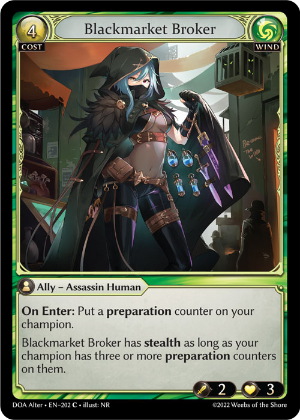 4 Blackmarket Broker
COST WIND
Ally – Assassin Human
On Enter: Put a preparation counter on your
champion.
Blackmarket Broker has stealth as long as your
champion has three or more preparation counters
on them.
2 3
DOA Alter • EN-202 C • illust: NR ©2022 Weebs of the Shore